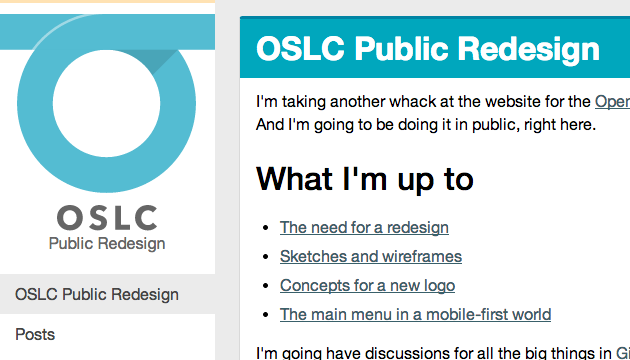 OSLC
Public Redesign
OSLC Public Redesign
Posts
OSLC Public Redesign
I'm taking another whack at the website for the Open
And I'm going to be doing it in public, right here.
What I'm up to
The need for a redesign
Sketches and wireframes
Concepts for a new logo
The main menu in a mobile-first world
I'm going have discussions for all the big things in